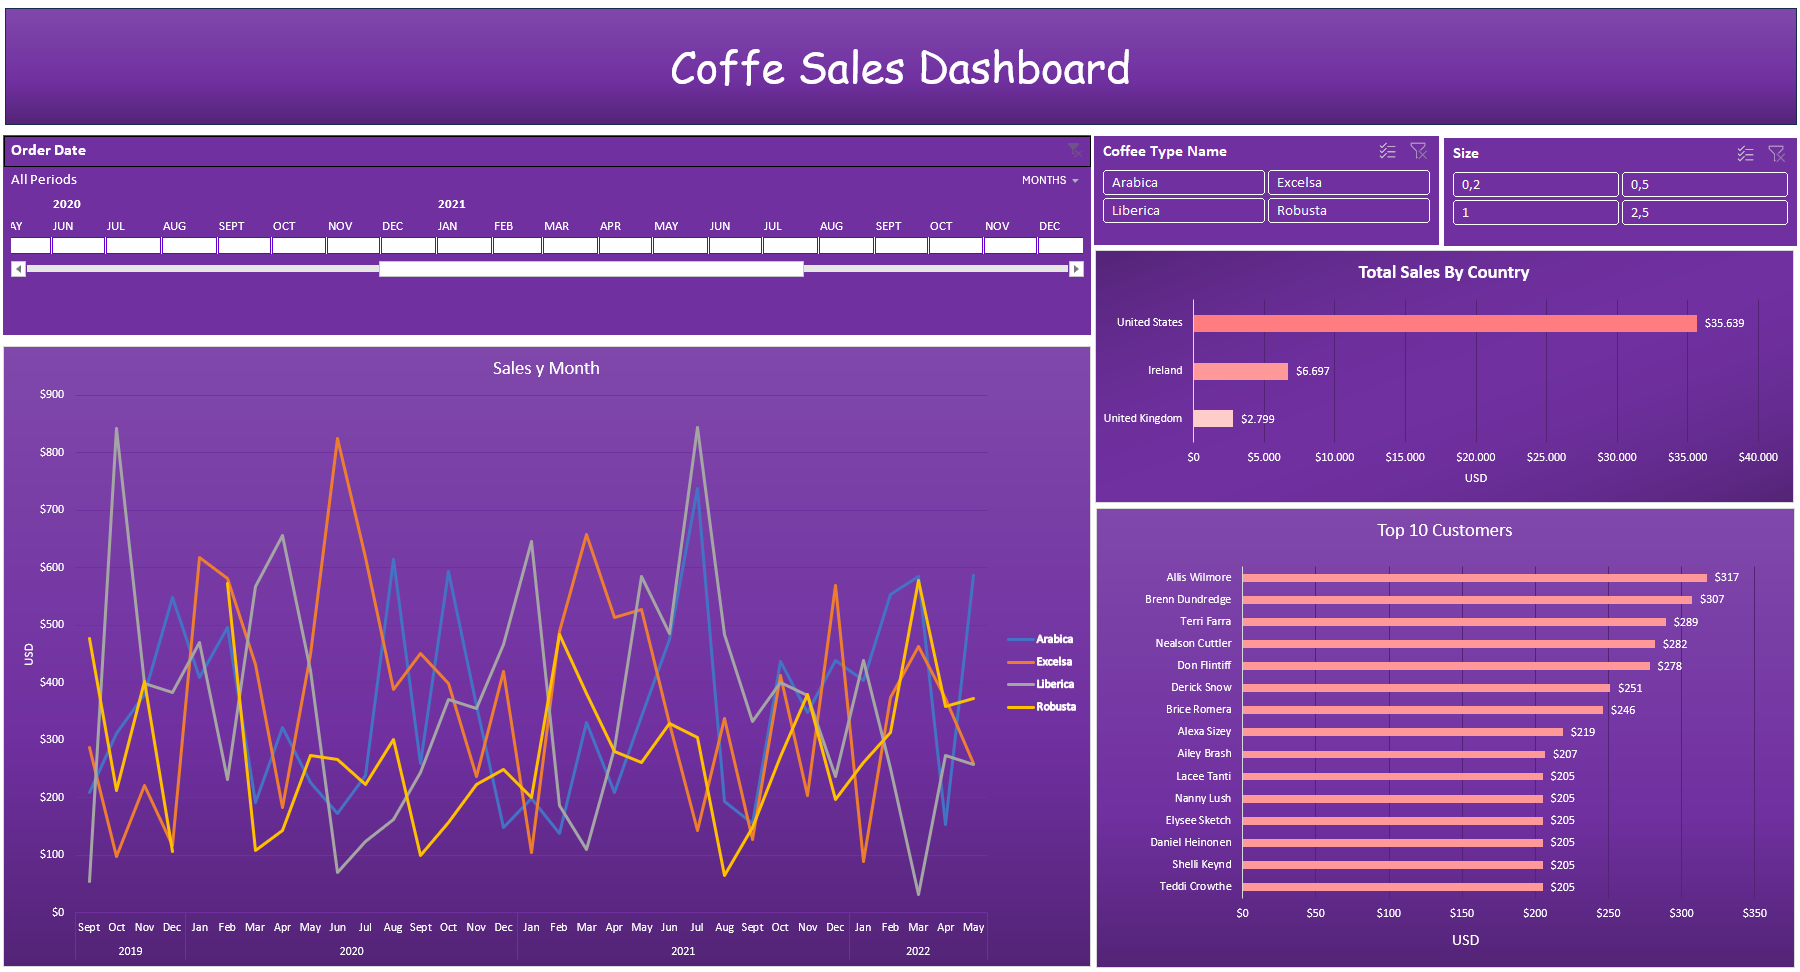 Coffe Sales Dashboard
Order Date
All Periods
MONTHS
2020 2021
AY JUN JUL AUG SEPT OCT NOV DEC JAN FEB MAR APR MAY JUN JUL AUG SEPT OCT NOV DEC
Coffee Type Name
Arabica Excelsa
Liberica Robusta
Size
0,2 0,5
1 2,5
Total Sales By Country
United States $35.639
Ireland $6.697
United Kingdom $2.799
$0 $5.000 $10.000 $15.000 $20.000 $25.000 $30.000 $35.000 $40.000
USD
Sales y Month
$900
$800
$700
$600
$500
$400
$300
$200
$100
$0
USD
Arabica
Excelsa
Liberica
Robusta
Sept Oct Nov Dec Jan Feb Mar Apr May Jun Jul Aug Sept Oct Nov Dec Jan Feb Mar Apr May Jun Jul Aug Sept Oct Nov Dec Jan Feb Mar Apr May
2019 2020 2021 2022
Top 10 Customers
Allis Wilmore $317
Brenn Dundredge $307
Terri Farra $289
Nealson Cuttler $282
Don Flintiff $278
Derick Snow $251
Brice Romera $246
Alexa Sizey $219
Ailey Brash $207
Lacee Tanti $205
Nanny Lush $205
Elysee Sketch $205
Daniel Heinonen $205
Shelli Keynd $205
Teddi Crowthe $205
$0 $50 $100 $150 $200 $250 $300 $350
USD